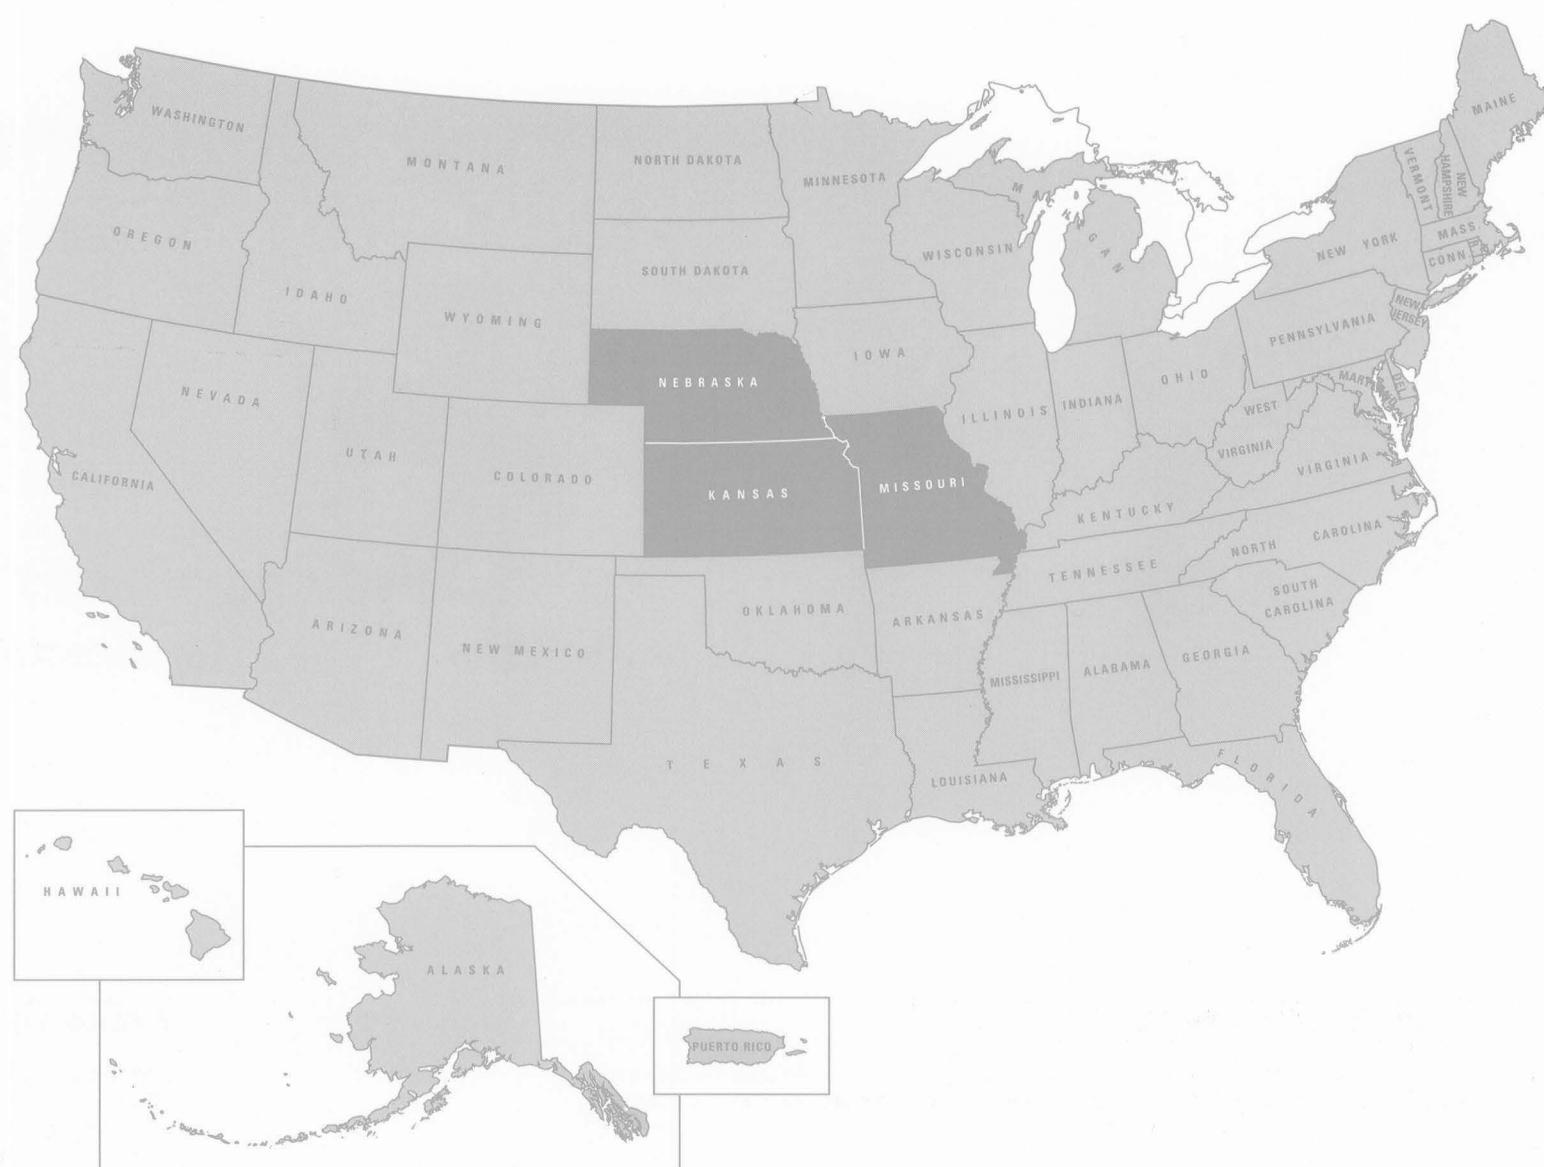 MAINE
WASHINGTON
MONTANA
NORTH DAKOTA
MINNESOTA
MICHIGAN
VERMONT
NEW
HAMPSHIRE
OREGON
IDAHO
SOUTH DAKOTA
WISCONSIN
NEW YORK
MASS.
CONN.
R.I.
WYOMING
IOWA
PENNSYLVANIA
NEW
JERSEY
NEVADA
NEBRASKA
ILLINOIS
INDIANA
OHIO
MARYLAND
DEL.
WEST
VIRGINIA
CALIFORNIA
UTAH
COLORADO
KANSAS
MISSOURI
KENTUCKY
VIRGINIA
ARIZONA
NEW MEXICO
OKLAHOMA
ARKANSAS
TENNESSEE
NORTH CAROLINA
SOUTH
CAROLINA
TEXAS
LOUISIANA
MISSISSIPPI
ALABAMA
GEORGIA
FLORIDA
HAWAII
ALASKA
PUERTO RICO